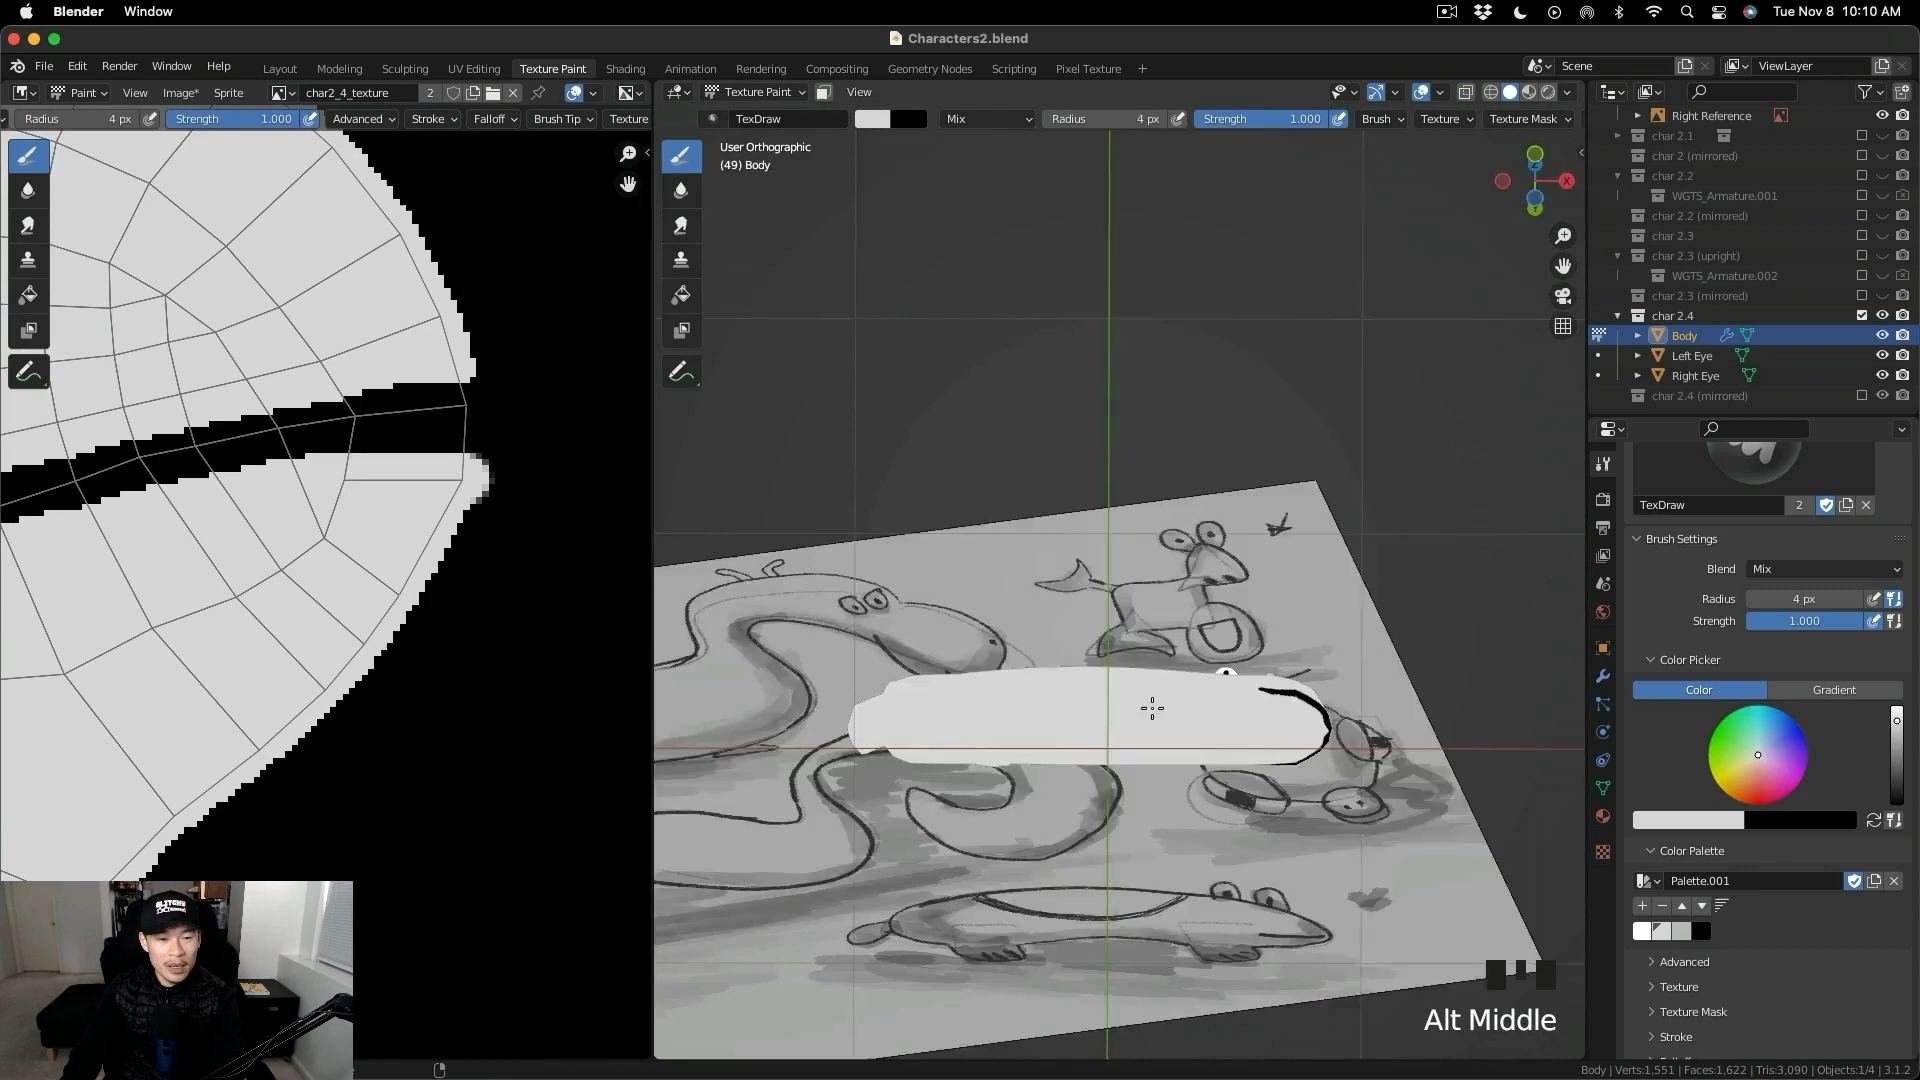 Blender Window Tue Nov 8 10:10 AM
Characters2.blend
File Edit Render Window Help Layout Modeling Sculpting UV Editing Texture Paint Shading Animation Rendering Compositing Geometry Nodes Scripting Pixel Texture + Scene ViewLayer
Paint View Image* Sprite char2_4_texture 2 Texture Paint View
Radius 4 px Strength 1.000 Advanced Stroke Falloff Brush Tip Texture TexDraw Mix Radius 4 px Strength 1.000 Brush Texture Texture Mask
User Orthographic
(49) Body
X
Right Reference
char 2.1
char 2 (mirrored)
char 2.2
WGTS_Armature.001
char 2.2 (mirrored)
char 2.3
char 2.3 (upright)
WGTS_Armature.002
char 2.3 (mirrored)
char 2.4
Body
Left Eye
Right Eye
char 2.4 (mirrored)
TexDraw 2
Brush Settings
Blend Mix
Radius 4 px
Strength 1.000
Color Picker
Color Gradient
Color Palette
Palette.001
Advanced
Texture
Texture Mask
Stroke
Alt Middle
Body | Verts:1,551 | Faces:1,622 | Tris:3,090 | Objects:1/4 | 3.1.2